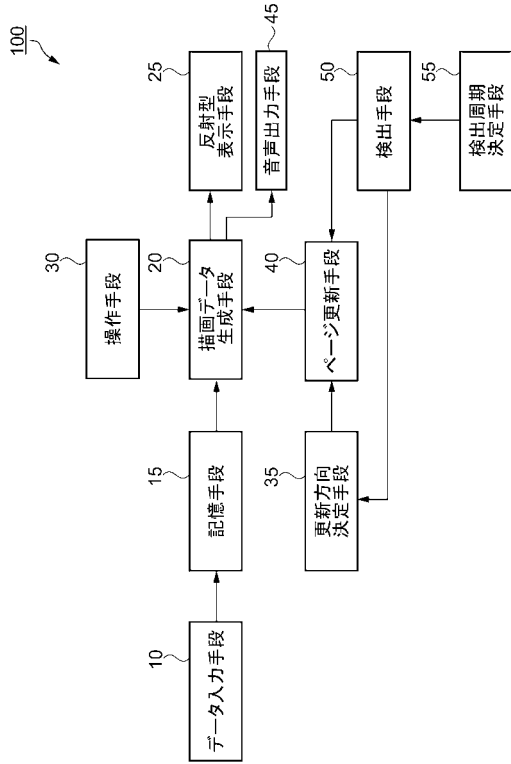 100
10
データ入力手段
15
記憶手段
30
操作手段
20
描画データ
生成手段
25
反射型
表示手段
45
音声出力手段
35
更新方向
決定手段
40
ページ更新手段
50
検出手段
55
検出周期
決定手段